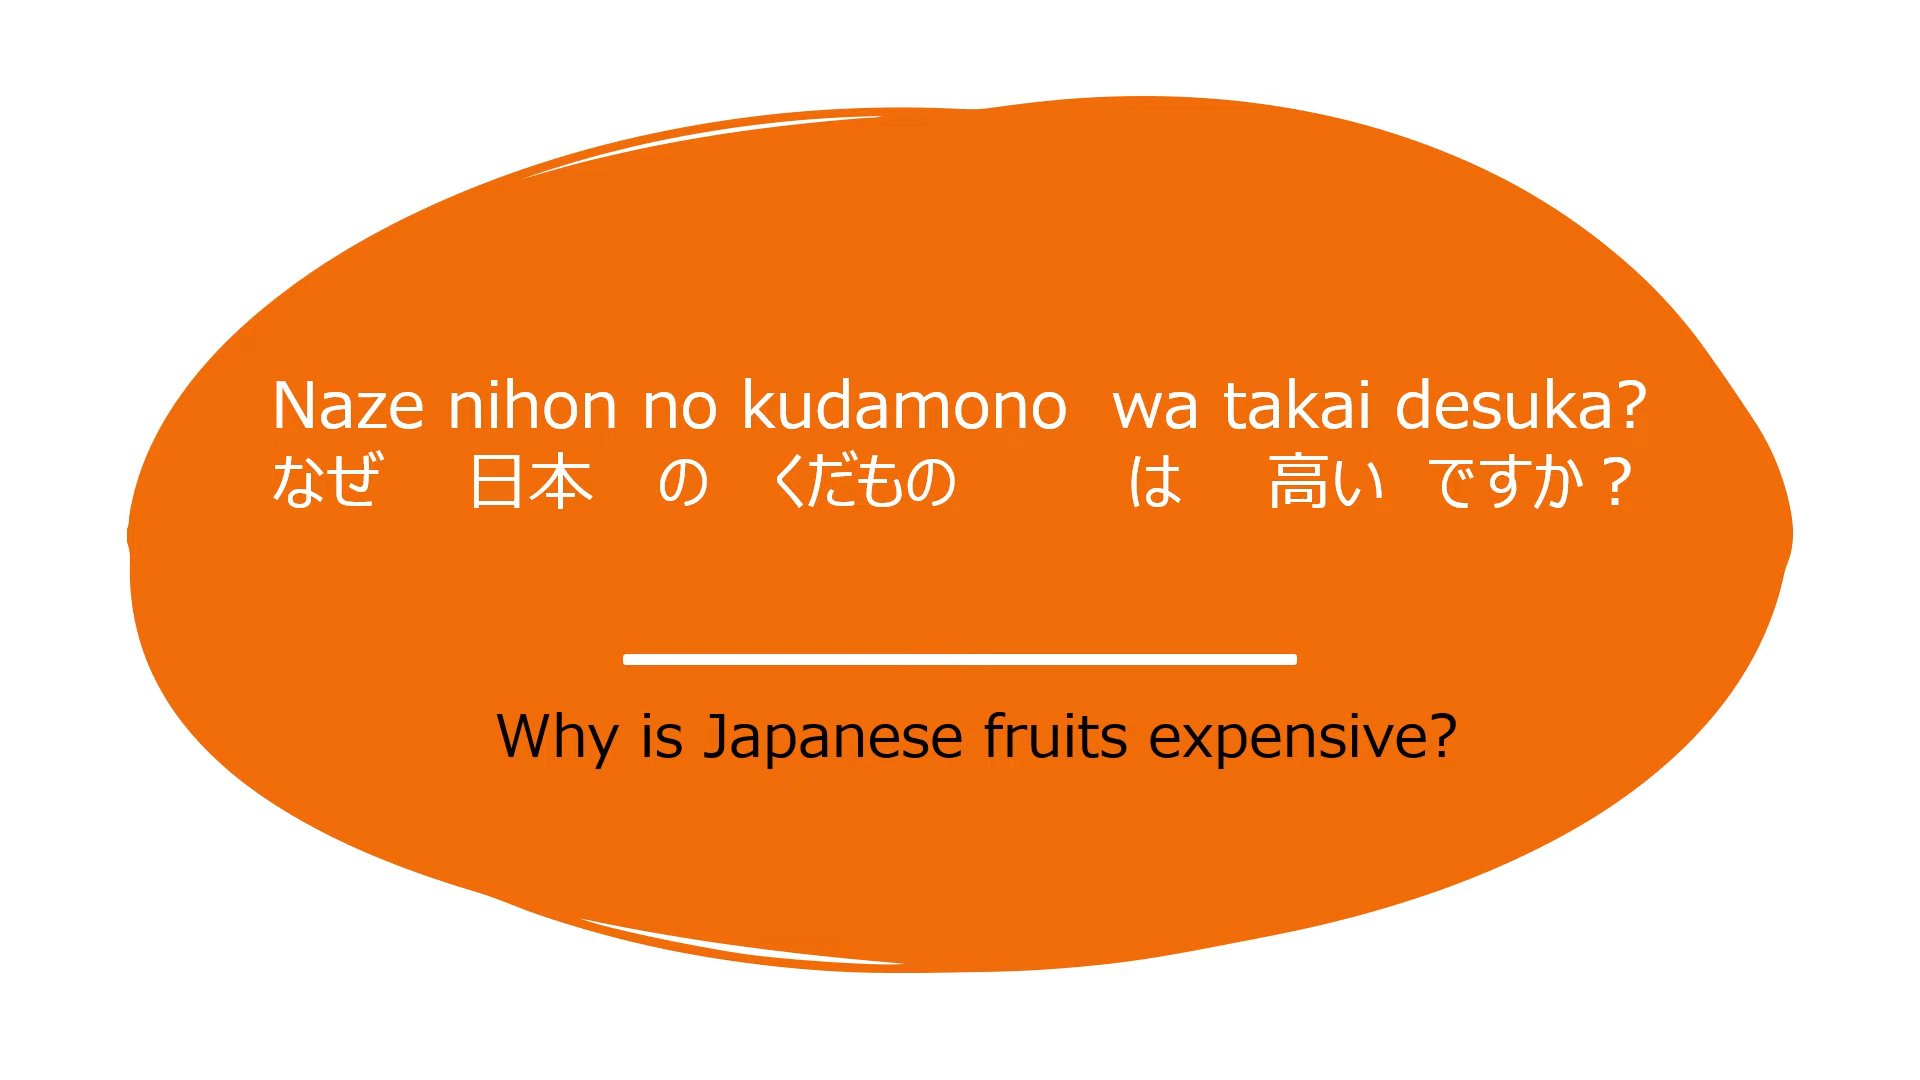 Naze nihon no kudamono wa takai desuka?
なぜ 日本 の くだもの は 高い ですか？
Why is Japanese fruits expensive?